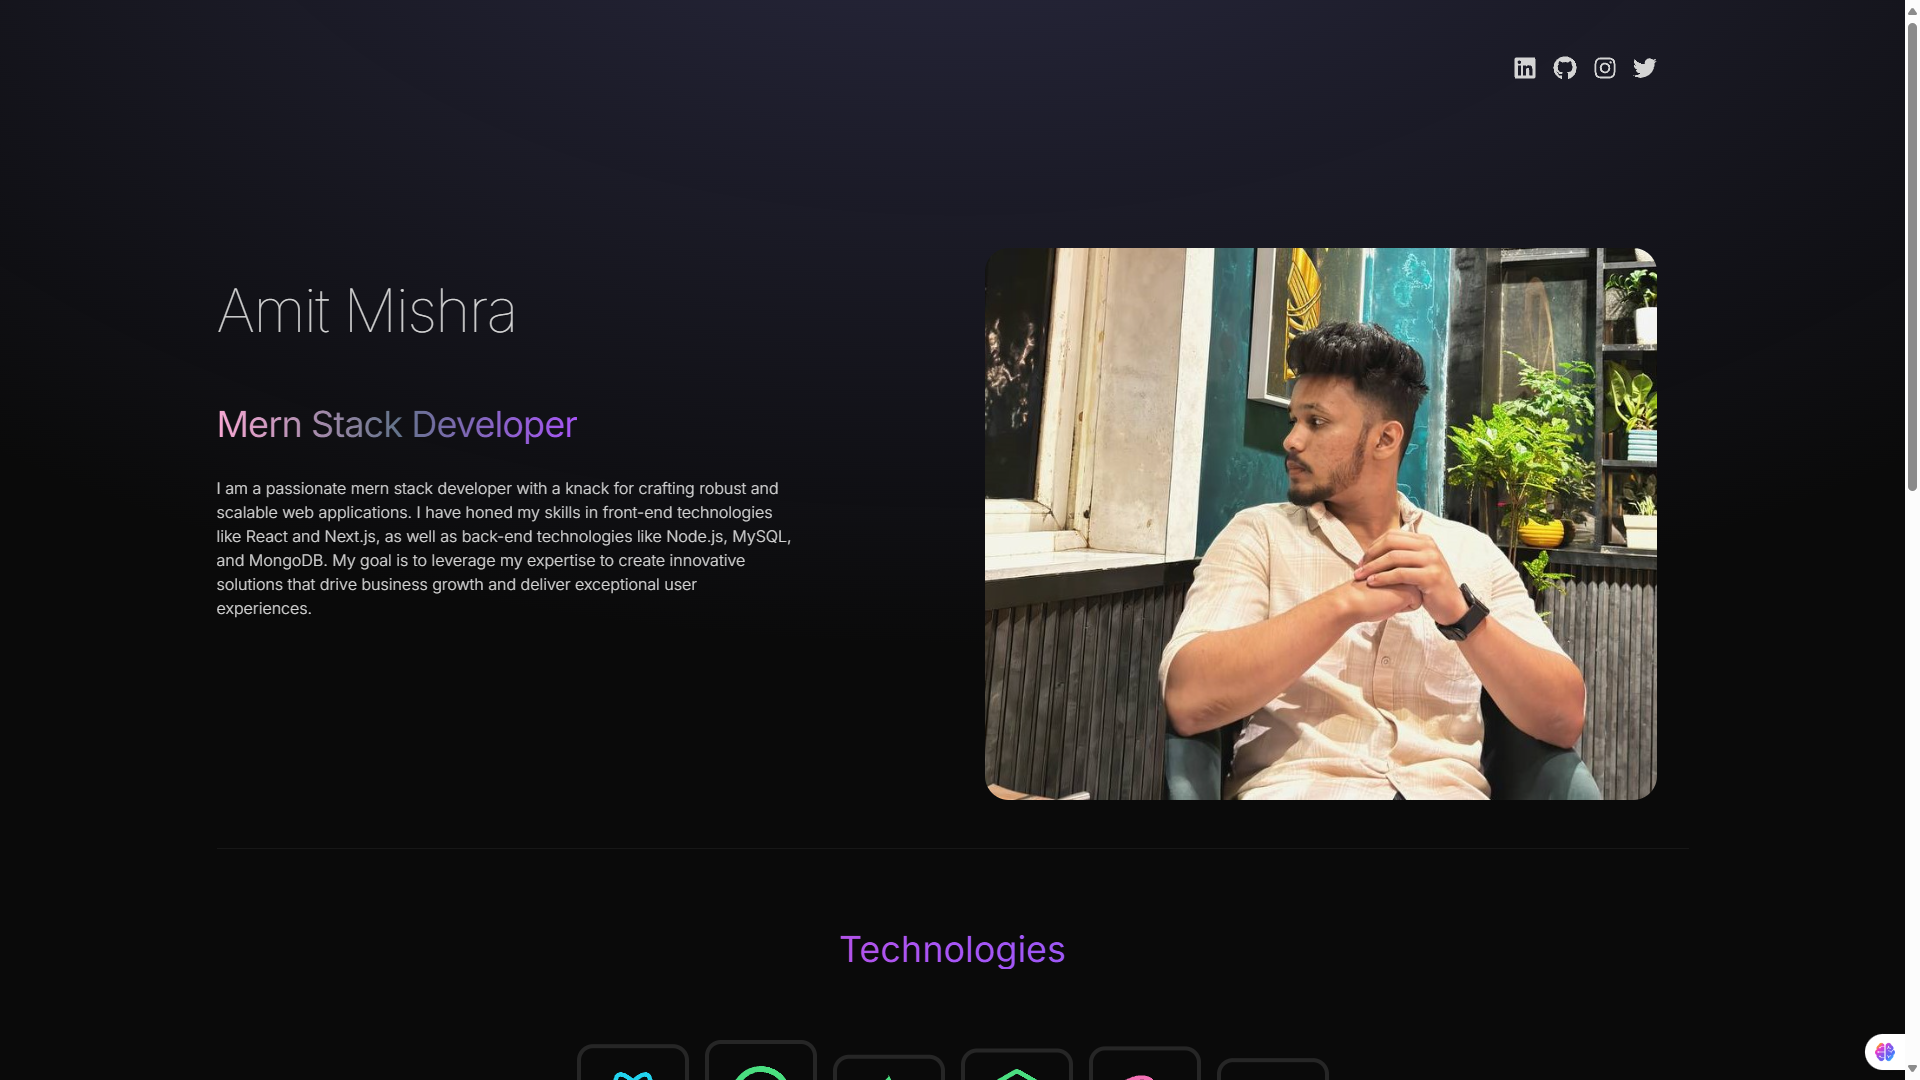 Amit Mishra
Mern Stack Developer
I am a passionate mern stack developer with a knack for crafting robust and
scalable web applications. I have honed my skills in front-end technologies
like React and Next.js, as well as back-end technologies like Node.js, MySQL,
and MongoDB. My goal is to leverage my expertise to create innovative
solutions that drive business growth and deliver exceptional user
experiences.
Technologies